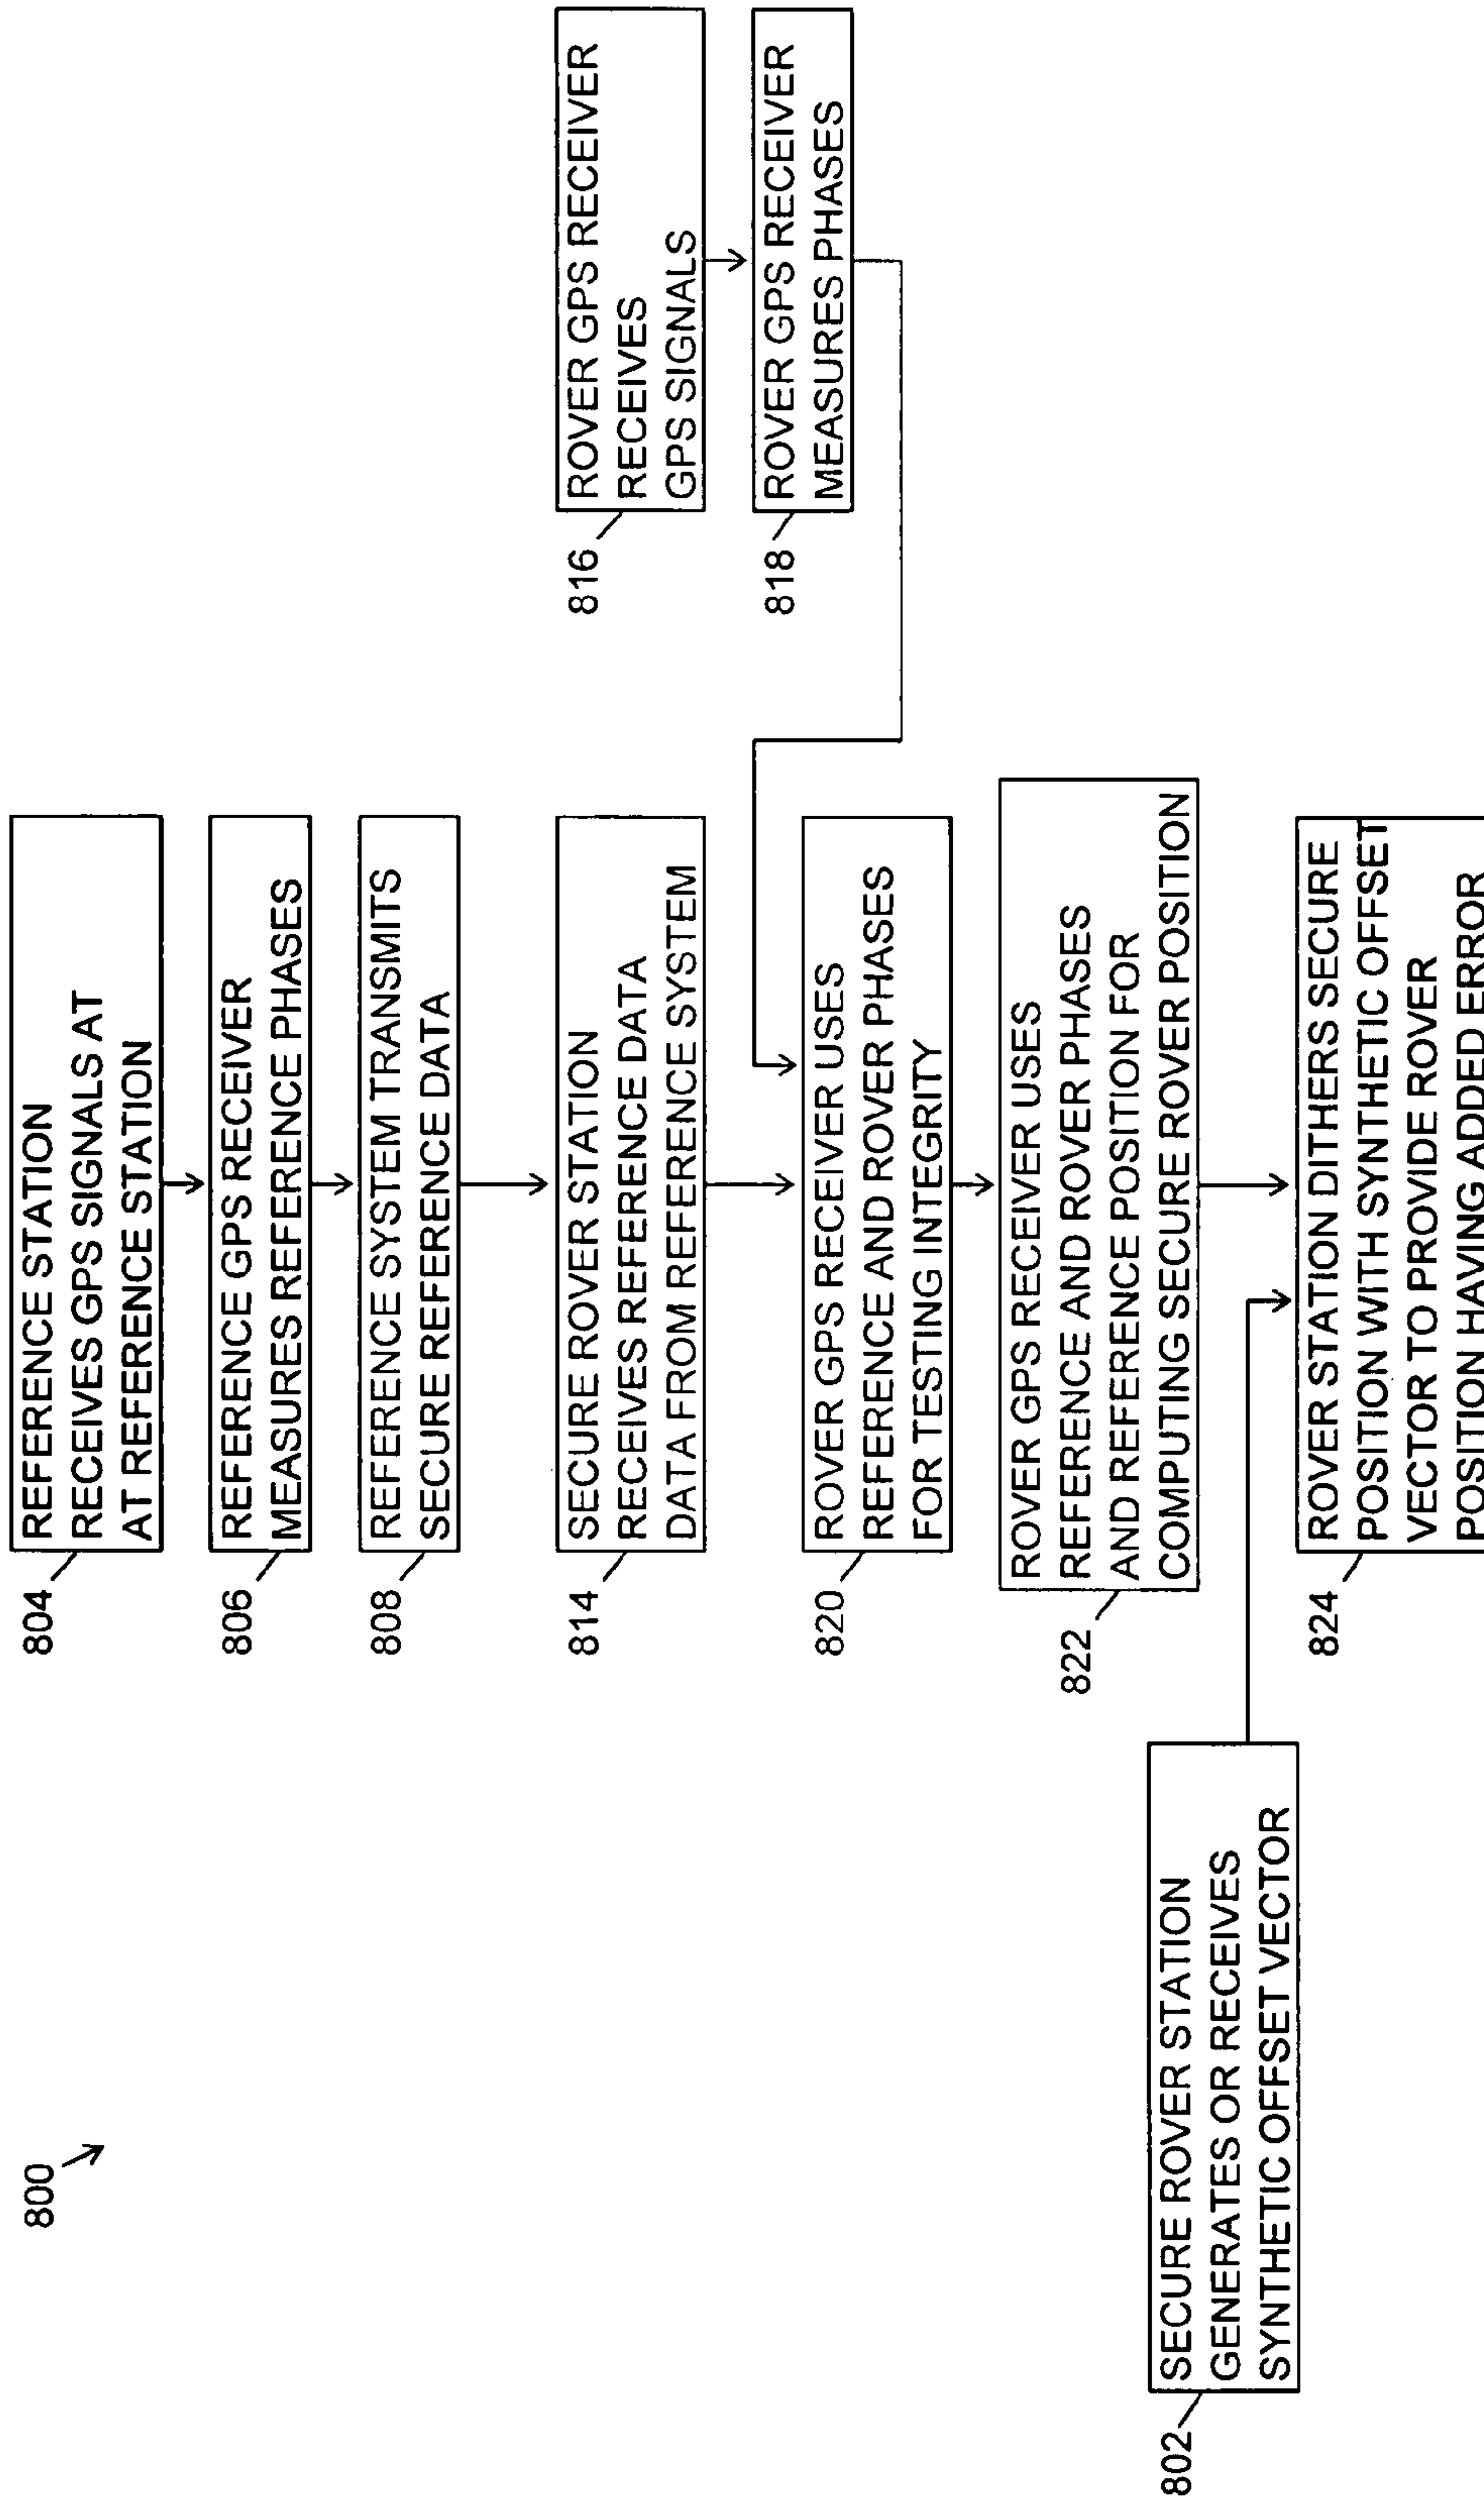 800
804
REFERENCE STATION
RECEIVES GPS SIGNALS AT
AT REFERENCE STATION
806
REFERENCE GPS RECEIVER
MEASURES REFERENCE PHASES
808
REFERENCE SYSTEM TRANSMITS
SECURE REFERENCE DATA
814
SECURE ROVER STATION
RECEIVES REFERENCE DATA
DATA FROM REFERENCE SYSTEM
816
ROVER GPS RECEIVER
RECEIVES
GPS SIGNALS
818
ROVER GPS RECEIVER
MEASURES PHASES
820
ROVER GPS RECEIVER USES
REFERENCE AND ROVER PHASES
FOR TESTING INTEGRITY
822
ROVER GPS RECEIVER USES
REFERENCE AND ROVER PHASES
AND REFERENCE POSITION FOR
COMPUTING SECURE ROVER POSITION
802
SECURE ROVER STATION
GENERATES OR RECEIVES
SYNTHETIC OFFSET VECTOR
824
ROVER STATION DITHERS SECURE
POSITION WITH SYNTHETIC OFFSET
VECTOR TO PROVIDE ROVER
POSITION HAVING ADDED ERROR